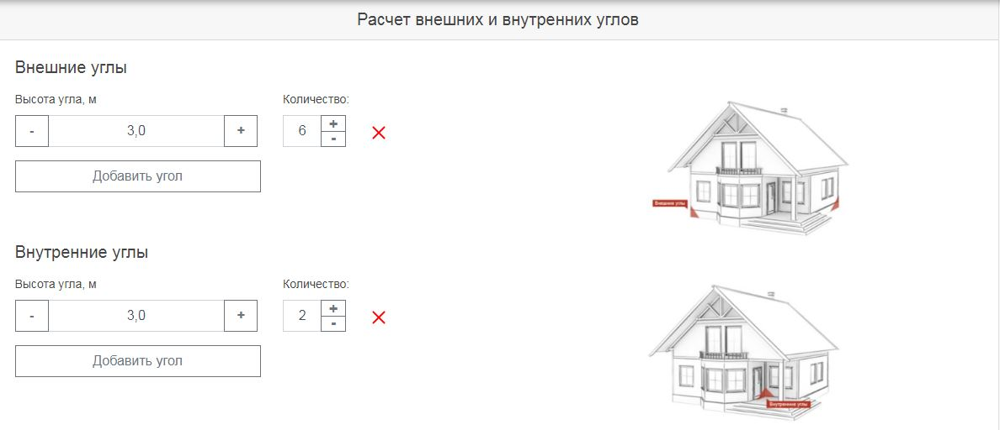 Расчет внешних и внутренних углов
Внешние углы
Высота угла, м
Количество:
- 3,0 + 6 + -
Добавить угол
Внешние углы
Внутренние углы
Высота угла, м
Количество:
- 3,0 + 2 + -
Добавить угол
Внутренние углы